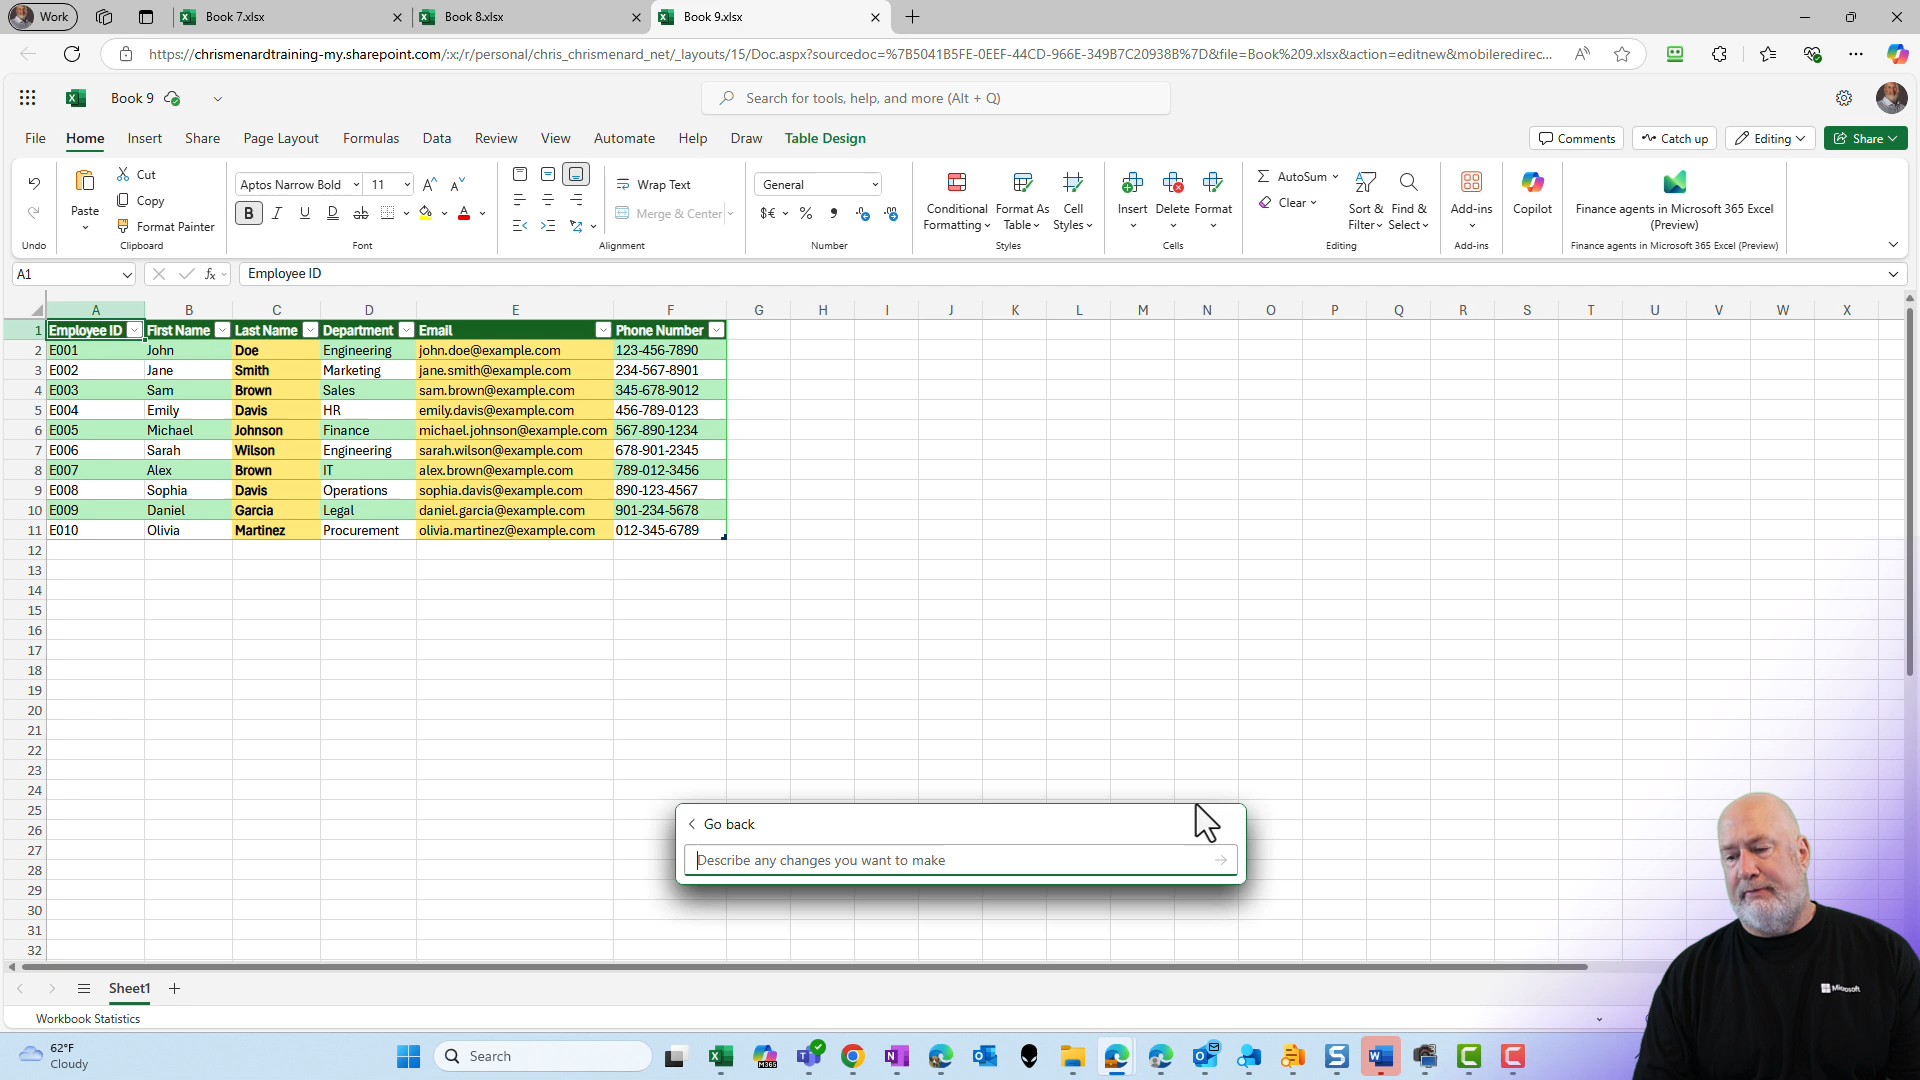 Work
Book 7.xlsx
Book 8.xlsx
Book 9.xlsx
https://chrismenardtraining-my.sharepoint.com/:x:/r/personal/chris_chrismenard_net/_layouts/15/Doc.aspx?sourcedoc=%7B5041B5FE-0EEF-44CD-966E-349B7C20938B%7D&file=Book%209.xlsx&action=editnew&mobileredirec...
Book 9
Search for tools, help, and more (Alt + Q)
File Home Insert Share Page Layout Formulas Data Review View Automate Help Draw Table Design
Comments Catch up Editing Share
Paste
Cut
Copy
Format Painter
Aptos Narrow Bold 11
Wrap Text
Merge & Center
General
Conditional Formatting
Format As Table
Cell Styles
Insert Delete Format
AutoSum
Clear
Sort & Filter
Find & Select
Add-ins
Copilot
Finance agents in Microsoft 365 Excel (Preview)
Undo Clipboard Font Alignment Number Styles Cells Editing Add-ins Finance agents in Microsoft 365 Excel (Preview)
A1 fx Employee ID
A B C D E F G H I J K L M N O P Q R S T U V W X
1 Employee ID First Name Last Name Department Email Phone Number
2 E001 John Doe Engineering john.doe@example.com 123-456-7890
3 E002 Jane Smith Marketing jane.smith@example.com 234-567-8901
4 E003 Sam Brown Sales sam.brown@example.com 345-678-9012
5 E004 Emily Davis HR emily.davis@example.com 456-789-0123
6 E005 Michael Johnson Finance michael.johnson@example.com 567-890-1234
7 E006 Sarah Wilson Engineering sarah.wilson@example.com 678-901-2345
8 E007 Alex Brown IT alex.brown@example.com 789-012-3456
9 E008 Sophia Davis Operations sophia.davis@example.com 890-123-4567
10 E009 Daniel Garcia Legal daniel.garcia@example.com 901-234-5678
11 E010 Olivia Martinez Procurement olivia.martinez@example.com 012-345-6789
12
13
14
15
16
17
18
19
20
21
22
23
24
25
26
27
28
29
30
31
32
Go back
Describe any changes you want to make
Microsoft
Sheet1
Workbook Statistics
62°F
Cloudy
Search
M365